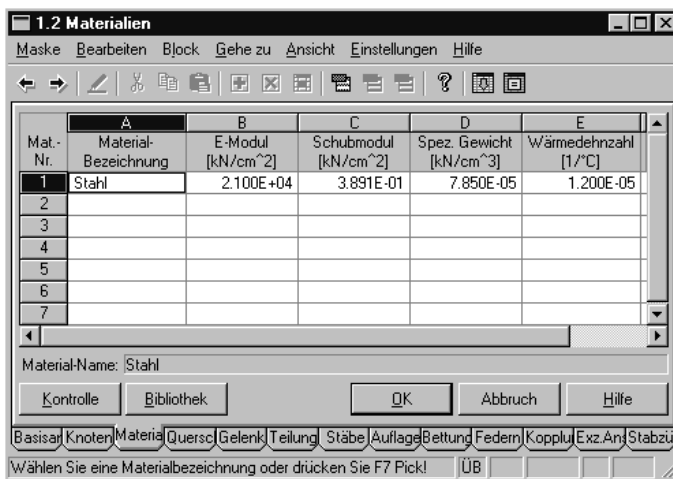 1.2 Materialien
Maske Bearbeiten Block Gehe zu Ansicht Einstellungen Hilfe
A B C D E
Mat.-Nr. Material-Bezeichnung E-Modul [kN/cm^2] Schubmodul [kN/cm^2] Spez. Gewicht [kN/cm^3] Wärmedehnzahl [1/°C]
1 Stahl 2.100E+04 3.891E-01 7.850E-05 1.200E-05
2
3
4
5
6
7
Material-Name: Stahl
Kontrolle Bibliothek OK Abbruch Hilfe
Basisar Knoten Materia Quersc Gelenk Teilung Stäbe Auflage Bettung Federn Kopplu Exz.An Stabzü
Wählen Sie eine Materialbezeichnung oder drücken Sie F7 Pick! ÜB